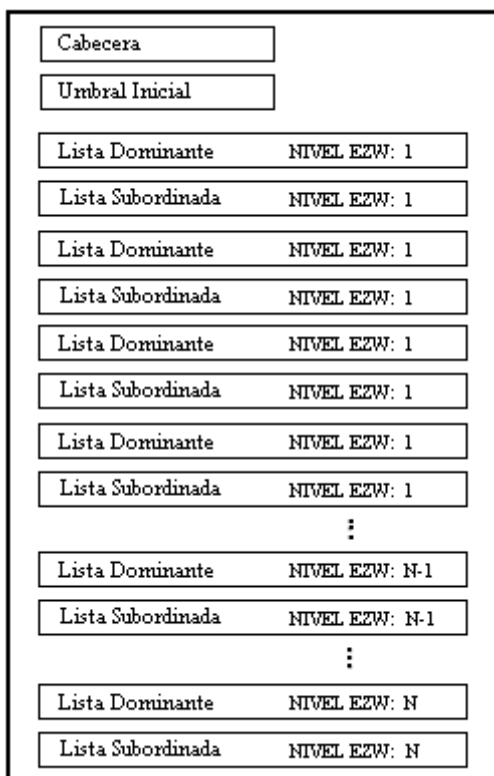 Cabecera
Umbral Inicial
Lista Dominante NIVEL EZW: 1
Lista Subordinada NIVEL EZW: 1
Lista Dominante NIVEL EZW: 1
Lista Subordinada NIVEL EZW: 1
Lista Dominante NIVEL EZW: 1
Lista Subordinada NIVEL EZW: 1
Lista Dominante NIVEL EZW: 1
Lista Subordinada NIVEL EZW: 1
Lista Dominante NIVEL EZW: N-1
Lista Subordinada NIVEL EZW: N-1
Lista Dominante NIVEL EZW: N
Lista Subordinada NIVEL EZW: N